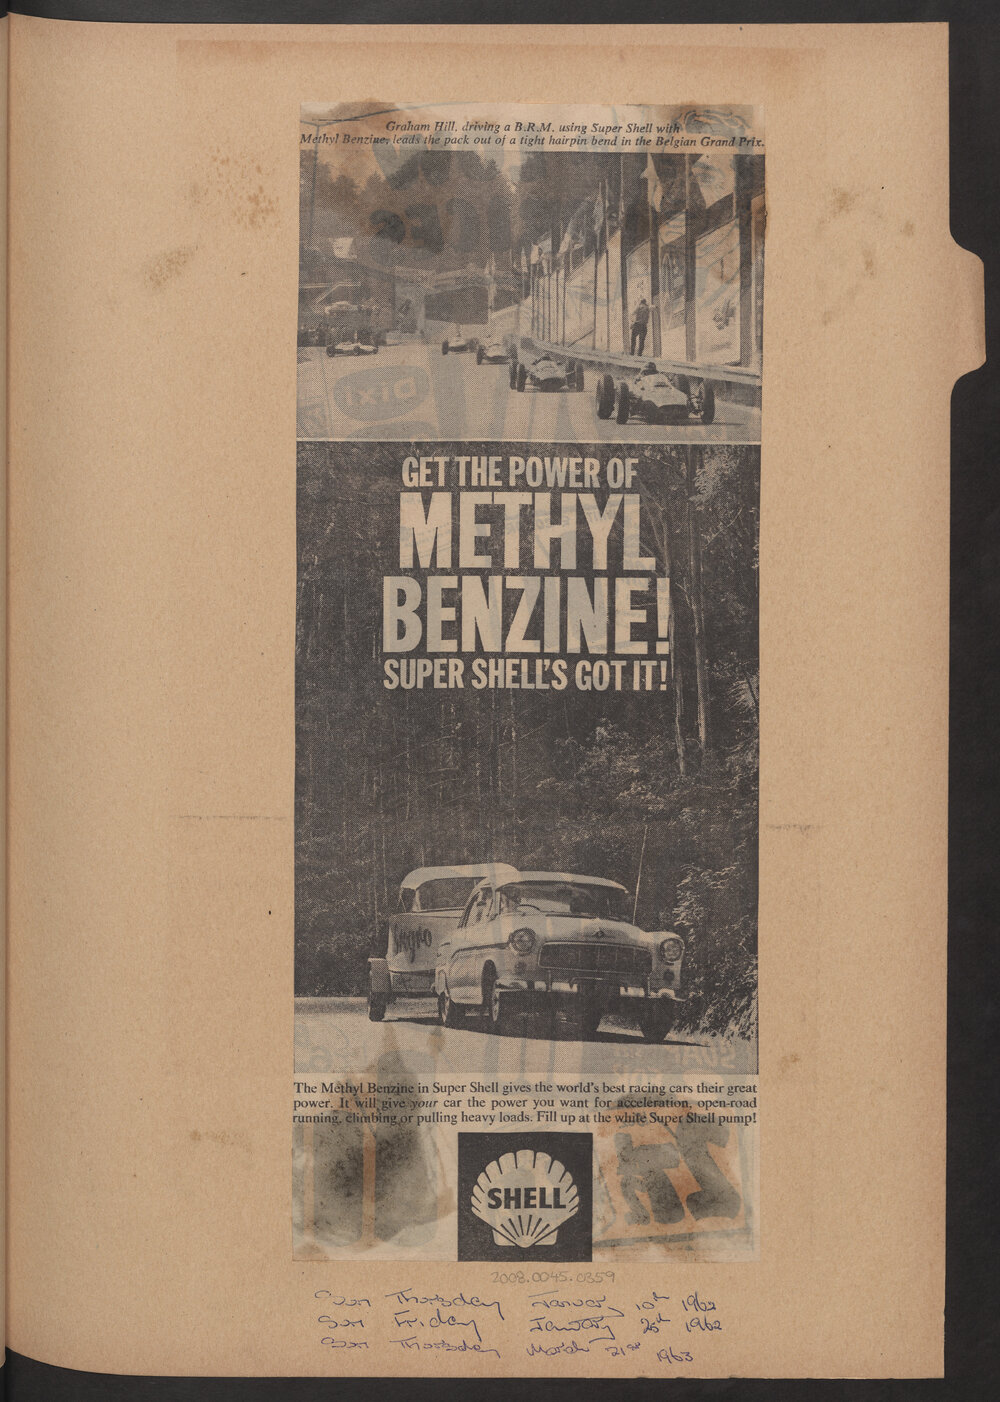 Graham Hill, driving a B.R.M. using Super Shell with
Methyl Benzine, leads the pack out of a tight hairpin bend in the Belgian Grand Prix.
DIXI
GET THE POWER OF
METHYL
BENZINE!
SUPER SHELL'S GOT IT!
The Methyl Benzine in Super Shell gives the world's best racing cars their great
power. It will give your car the power you want for acceleration, open-road
running, climbing or pulling heavy loads. Fill up at the white Super Shell pump!
SHELL
2008.0045.0359
Sun Thursday January 10th 1962
Sun Friday January 1962
Sun Thursday March 21st 1963